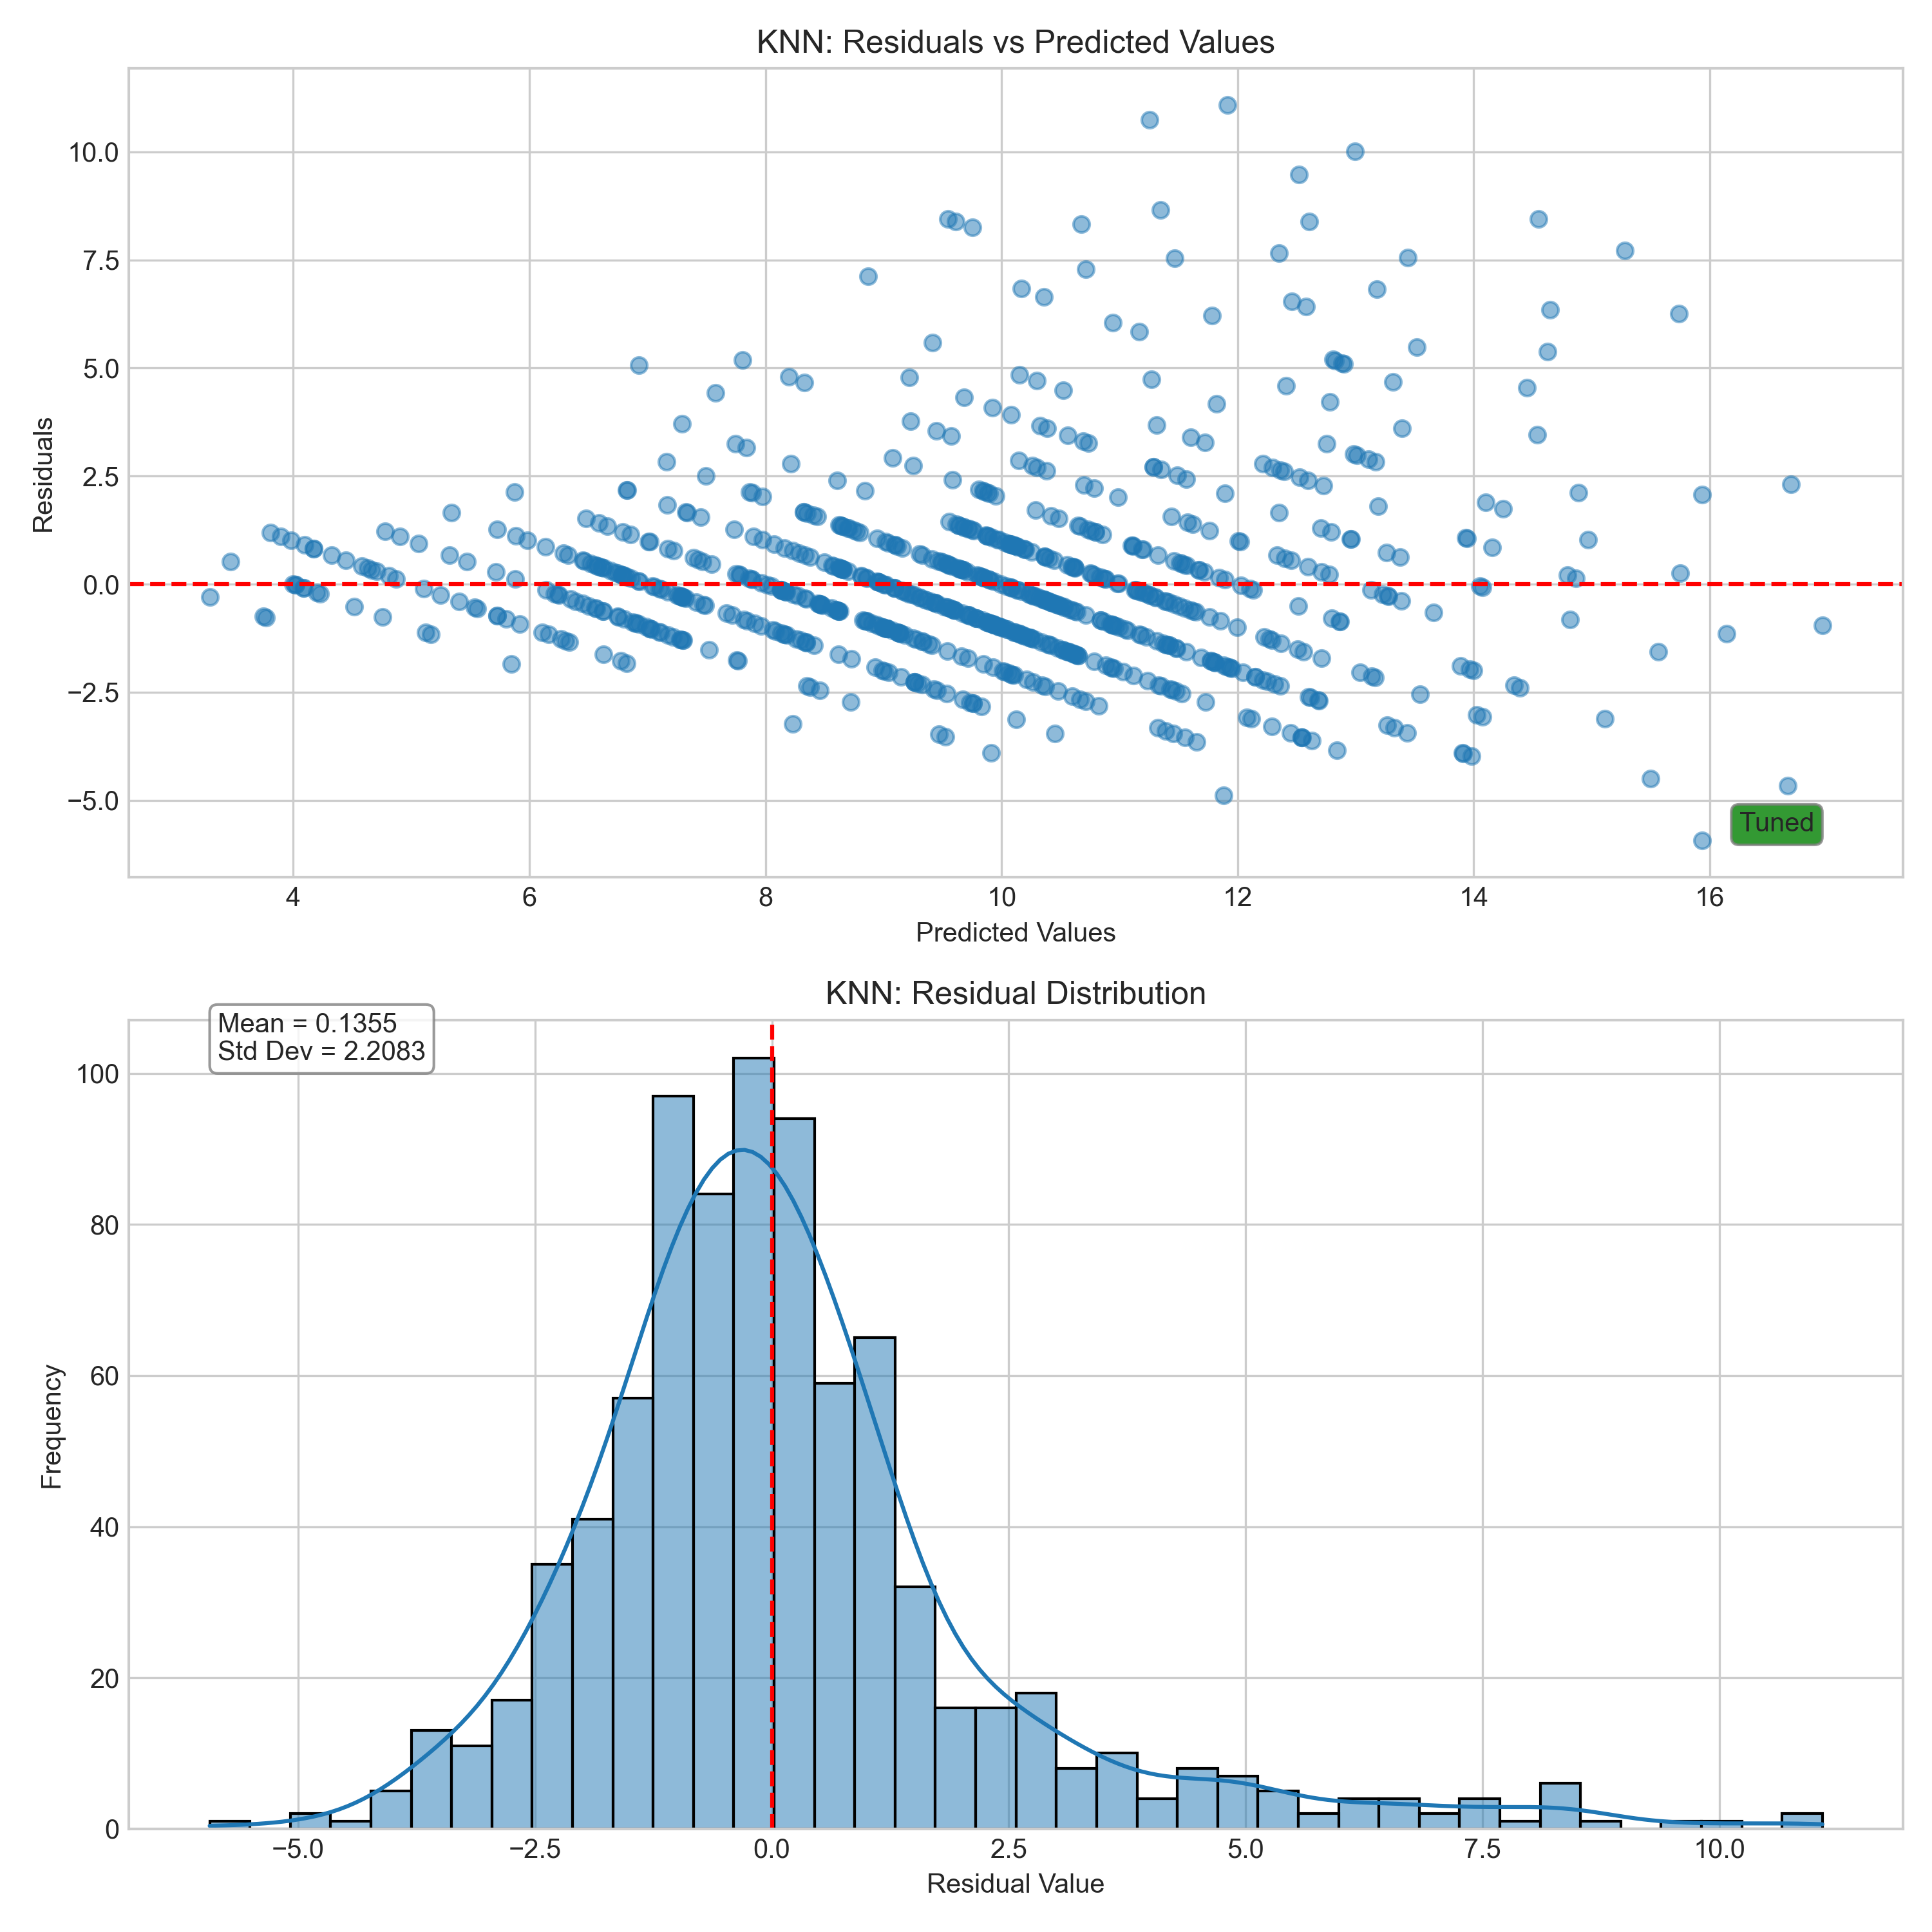 KNN: Residuals vs Predicted Values
10.0
7.5
5.0
2.5
0.0
−2.5
−5.0
Residuals
Tuned
4 6 8 10 12 14 16
Predicted Values
KNN: Residual Distribution
Mean = 0.1355
Std Dev = 2.2083
100
80
60
40
20
0
Frequency
−5.0 −2.5 0.0 2.5 5.0 7.5 10.0
Residual Value